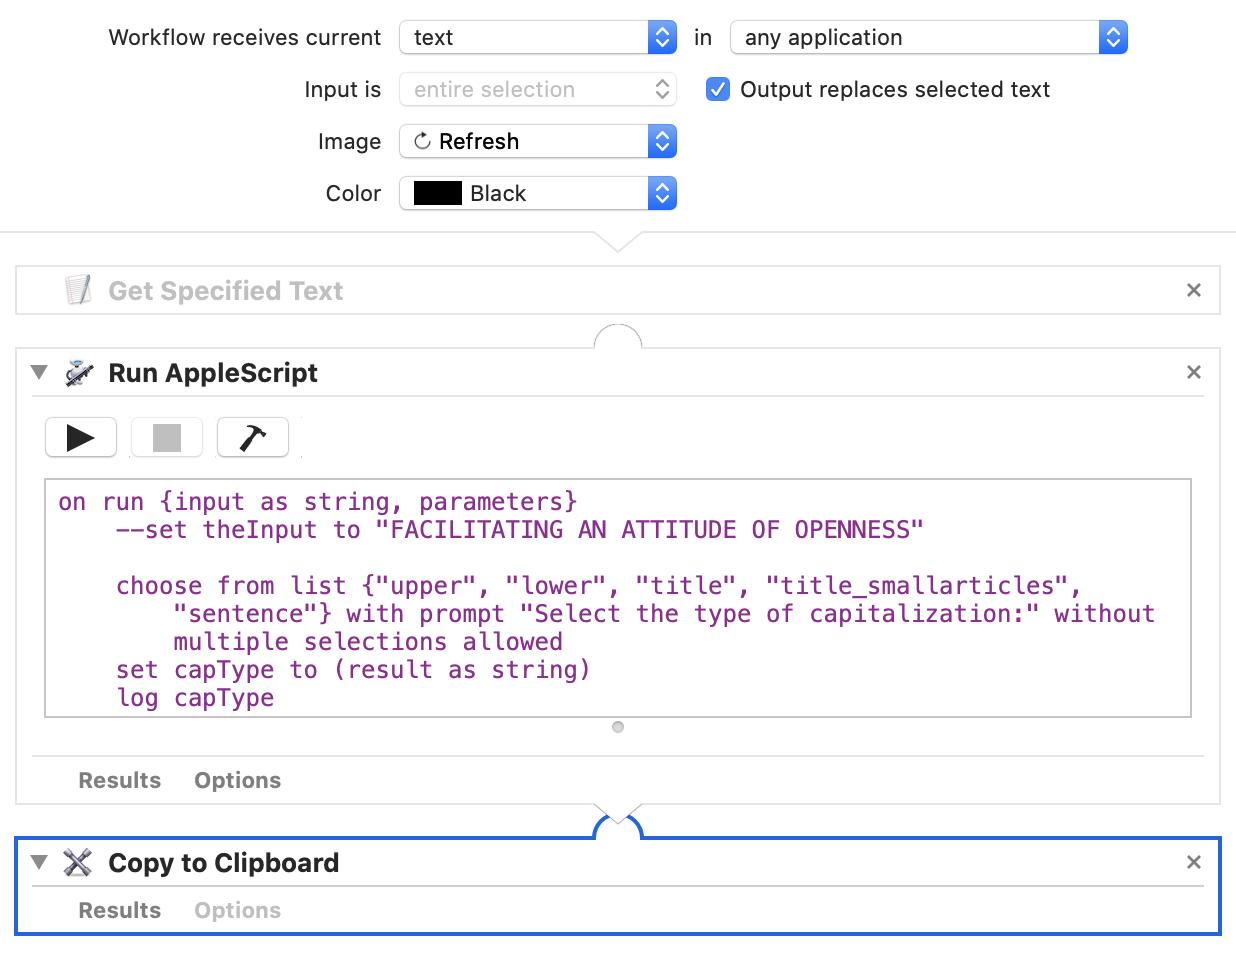 Workflow receives current text in any application
Input is entire selection Output replaces selected text
Image Refresh
Color Black
Get Specified Text
Run AppleScript
on run {input as string, parameters}
--set theInput to "FACILITATING AN ATTITUDE OF OPENNESS"
choose from list {"upper", "lower", "title", "title_smallarticles",
"sentence"} with prompt "Select the type of capitalization:" without
multiple selections allowed
set capType to (result as string)
log capType
Results Options
Copy to Clipboard
Results Options